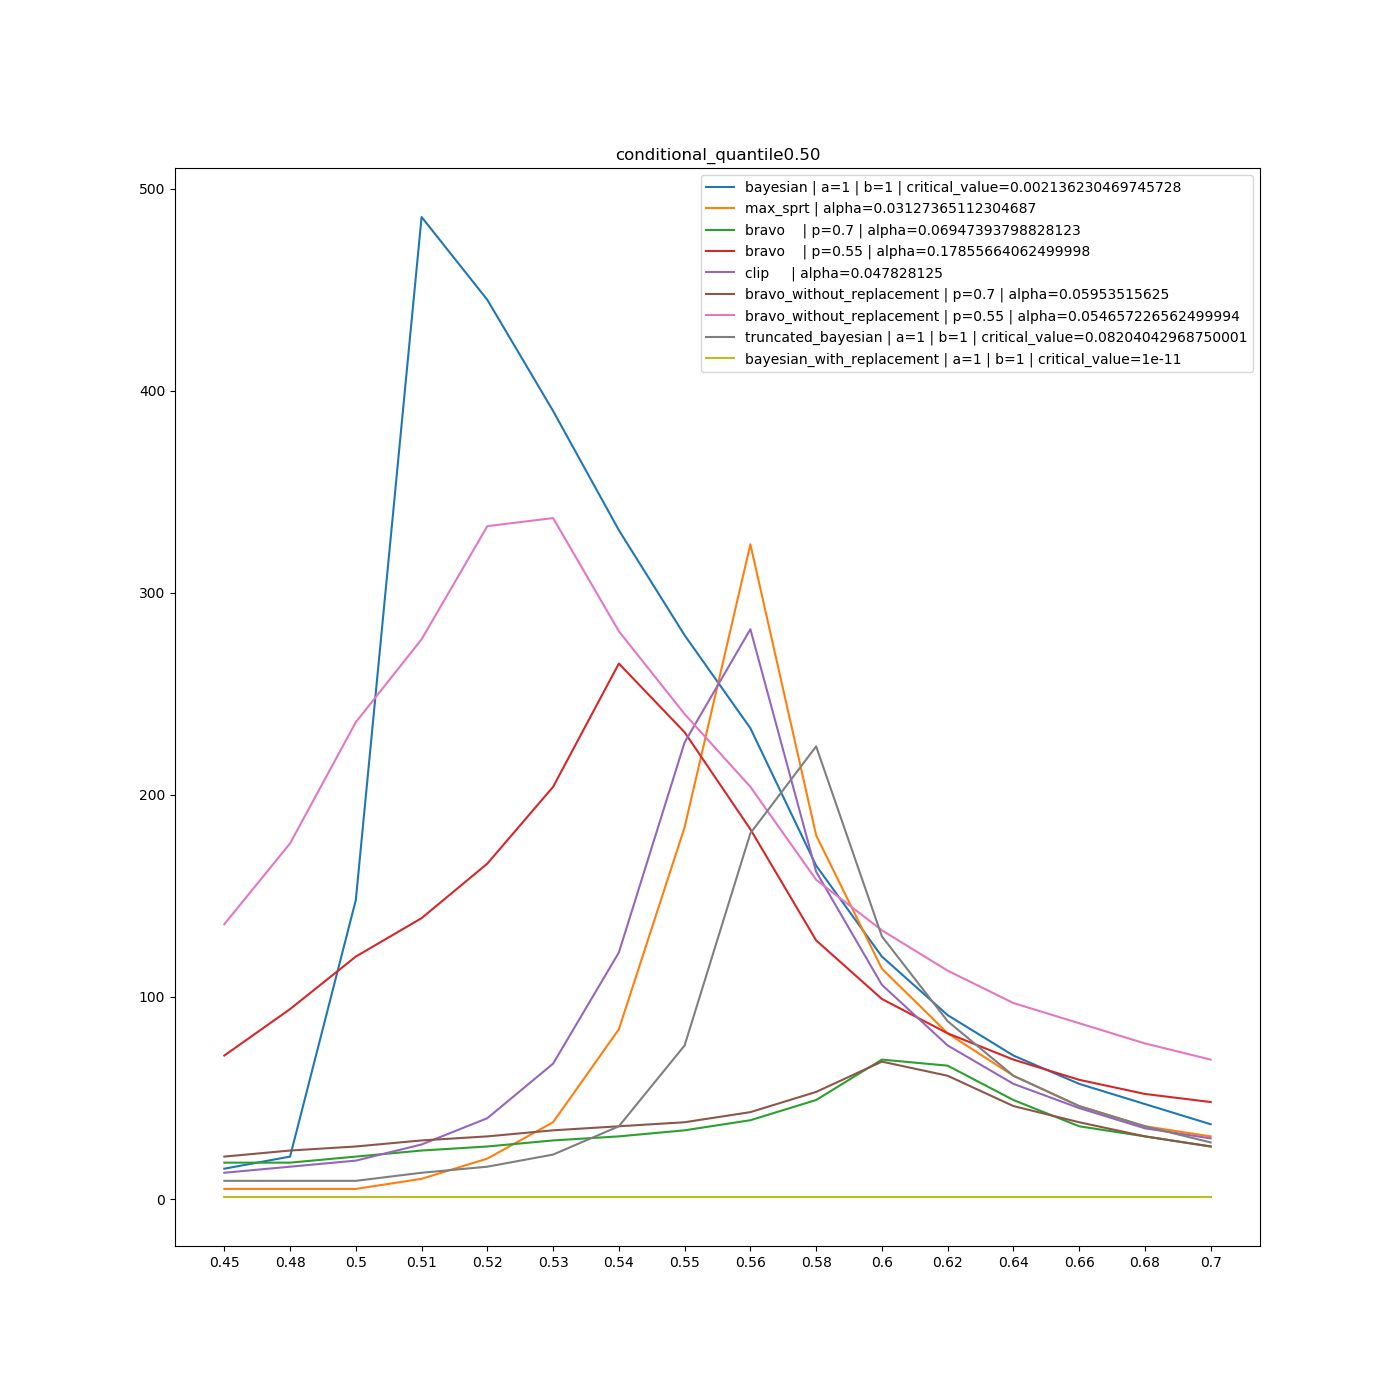 conditional_quantile0.50
bayesian | a=1 | b=1 | critical_value=0.002136230469745728
max_sprt | alpha=0.03127365112304687
bravo    | p=0.7 | alpha=0.06947393798828123
bravo    | p=0.55 | alpha=0.17855664062499998
clip     | alpha=0.047828125
bravo_without_replacement | p=0.7 | alpha=0.05953515625
bravo_without_replacement | p=0.55 | alpha=0.054657226562499994
truncated_bayesian | a=1 | b=1 | critical_value=0.08204042968750001
bayesian_with_replacement | a=1 | b=1 | critical_value=1e-11
500
400
300
200
100
0
0.45 0.48 0.5 0.51 0.52 0.53 0.54 0.55 0.56 0.58 0.6 0.62 0.64 0.66 0.68 0.7